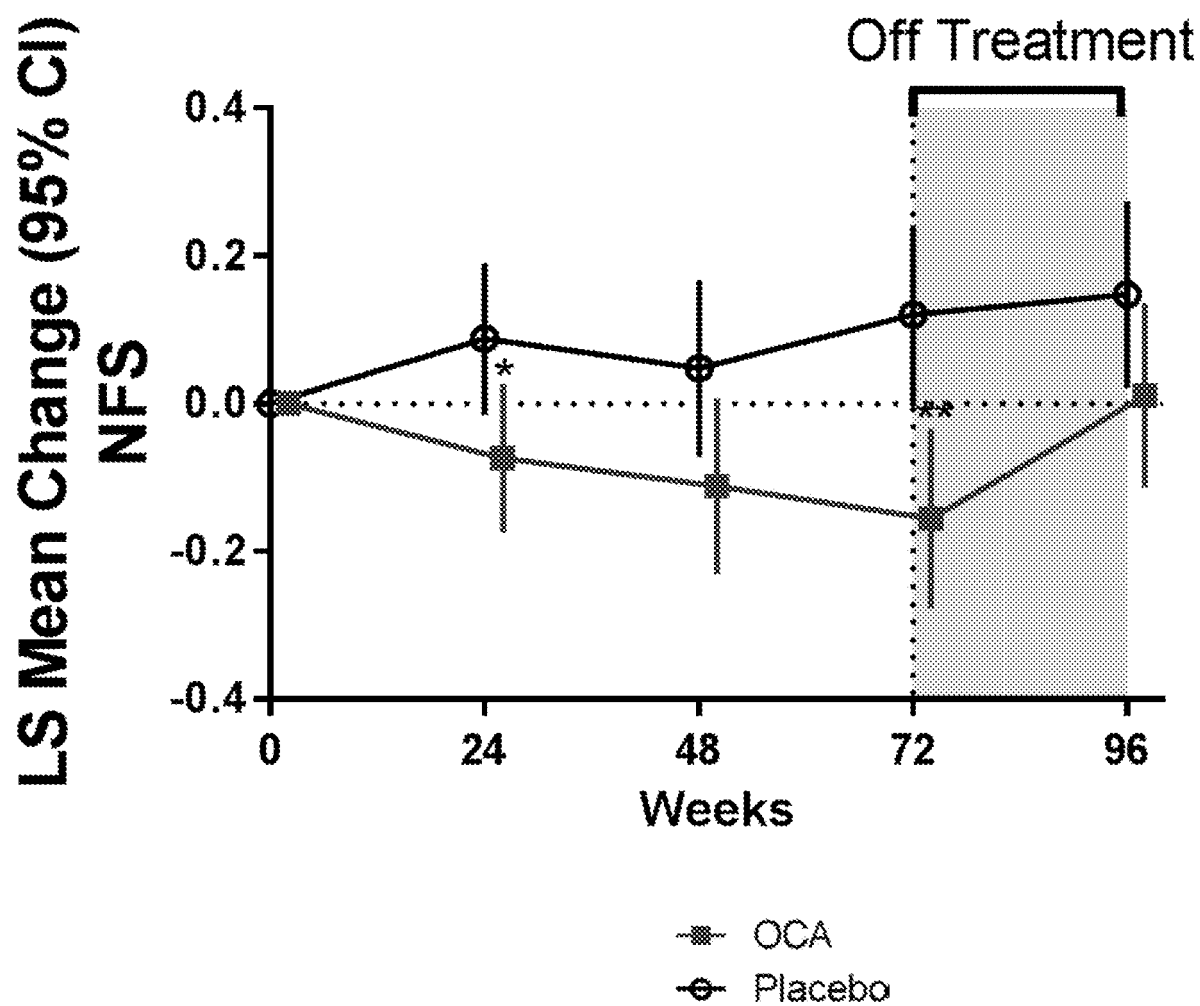 Off Treatment
LS Mean Change (95% CI)
NFS
0.4
0.2
0.0
-0.2
-0.4
*
**
0 24 48 72 96
Weeks
OCA
Placebo